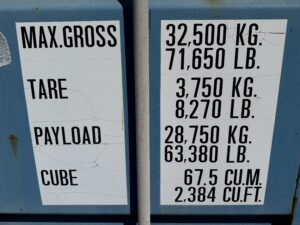 MAX.GROSS 32,500 KG.
71,650 LB.
TARE 3,750 KG.
8,270 LB.
PAYLOAD 28,750 KG.
63,380 LB.
CUBE 67.5 CU.M.
2,384 CU.FT.